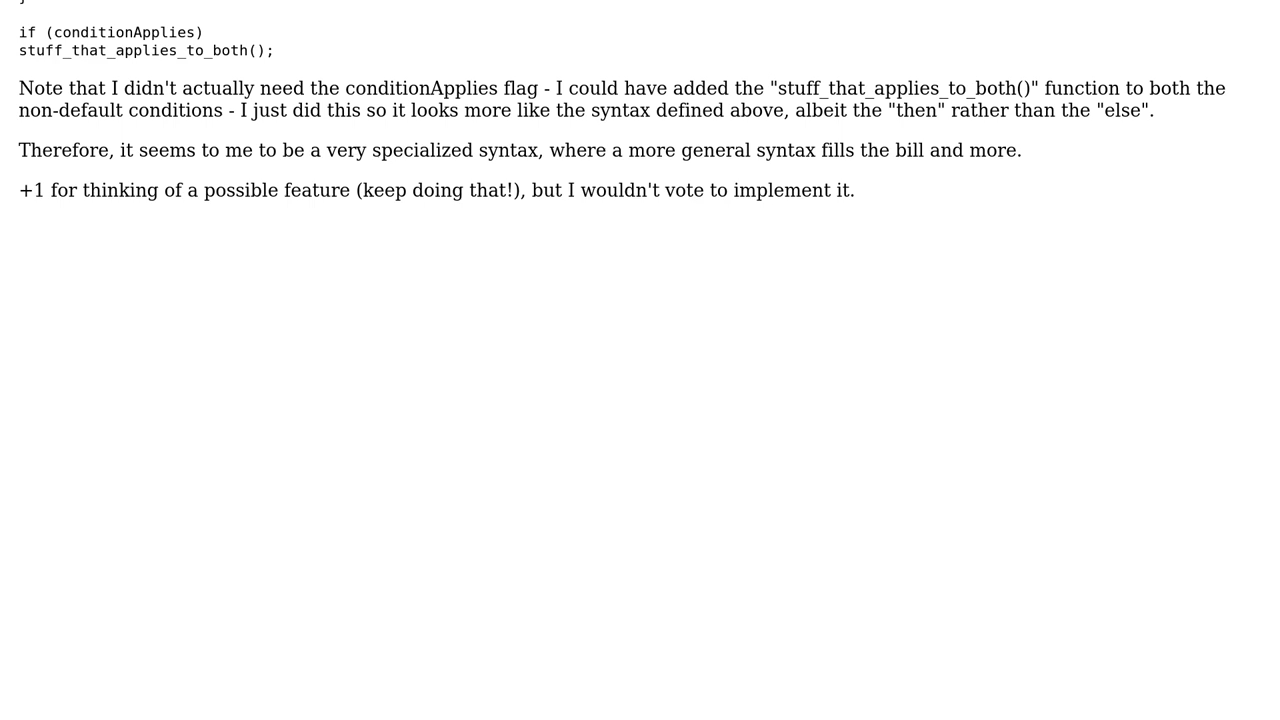 }
if (conditionApplies)
stuff_that_applies_to_both();
Note that I didn't actually need the conditionApplies flag - I could have added the "stuff_that_applies_to_both()" function to both the
non-default conditions - I just did this so it looks more like the syntax defined above, albeit the "then" rather than the "else".
Therefore, it seems to me to be a very specialized syntax, where a more general syntax fills the bill and more.
+1 for thinking of a possible feature (keep doing that!), but I wouldn't vote to implement it.